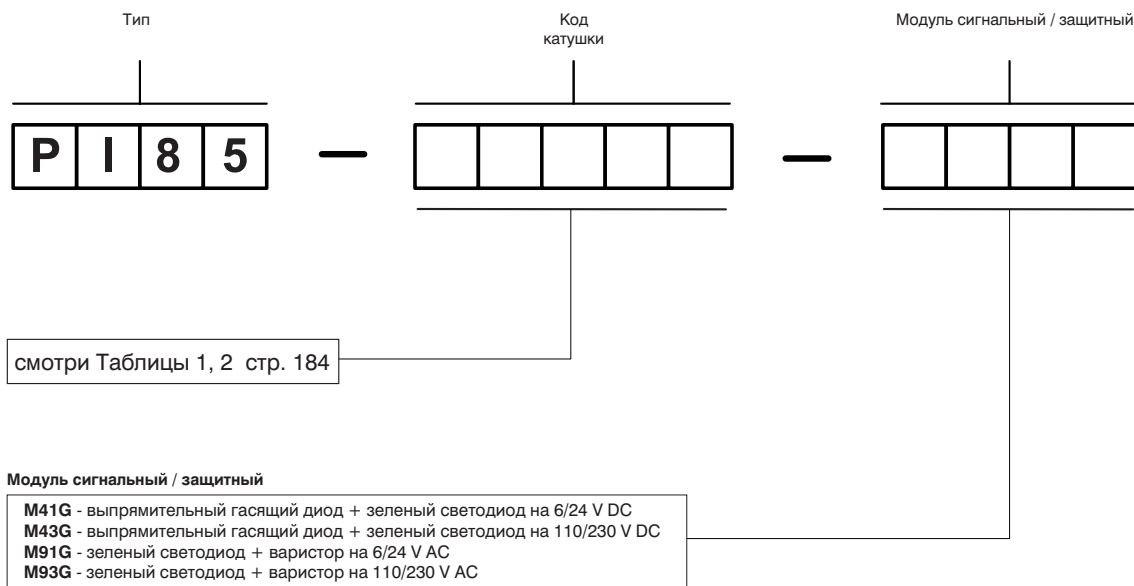 Тип
Код
катушки
Модуль сигнальный / защитный
PI85 — —
смотри Таблицы 1, 2 стр. 184
Модуль сигнальный / защитный
M41G - выпрямительный гасящий диод + зеленый светодиод на 6/24 V DC
M43G - выпрямительный гасящий диод + зеленый светодиод на 110/230 V DC
M91G - зеленый светодиод + варистор на 6/24 V AC
M93G - зеленый светодиод + варистор на 110/230 V AC